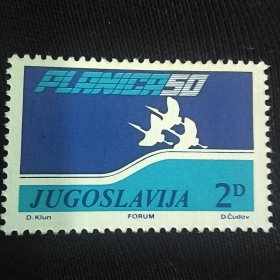 PLANICA50
JUGOSLAVIJA 2D
D. Klun FORUM D.Čudov